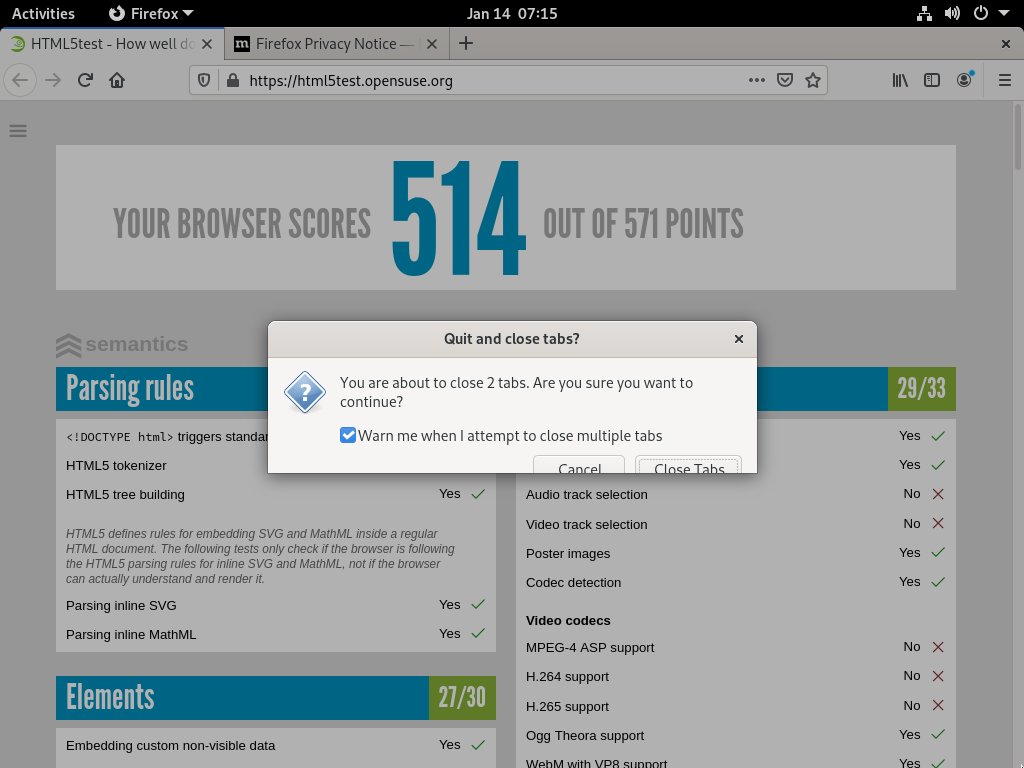 Activities
Firefox
Jan 14 07:15
HTML5test - How well do
Firefox Privacy Notice —
https://html5test.opensuse.org
YOUR BROWSER SCORES 514 OUT OF 571 POINTS
semantics
Parsing rules
<!DOCTYPE html> triggers standar
HTML5 tokenizer
HTML5 tree building Yes
HTML5 defines rules for embedding SVG and MathML inside a regular
HTML document. The following tests only check if the browser is following
the HTML5 parsing rules for inline SVG and MathML, not if the browser
can actually understand and render it.
Parsing inline SVG Yes
Parsing inline MathML Yes
Elements 27/30
Embedding custom non-visible data Yes
29/33
Yes
Yes
Audio track selection No
Video track selection No
Poster images Yes
Codec detection Yes
Video codecs
MPEG-4 ASP support No
H.264 support No
H.265 support No
Ogg Theora support Yes
WebM with VP8 support Yes
Quit and close tabs?
You are about to close 2 tabs. Are you sure you want to
continue?
Warn me when I attempt to close multiple tabs
Cancel
Close Tabs